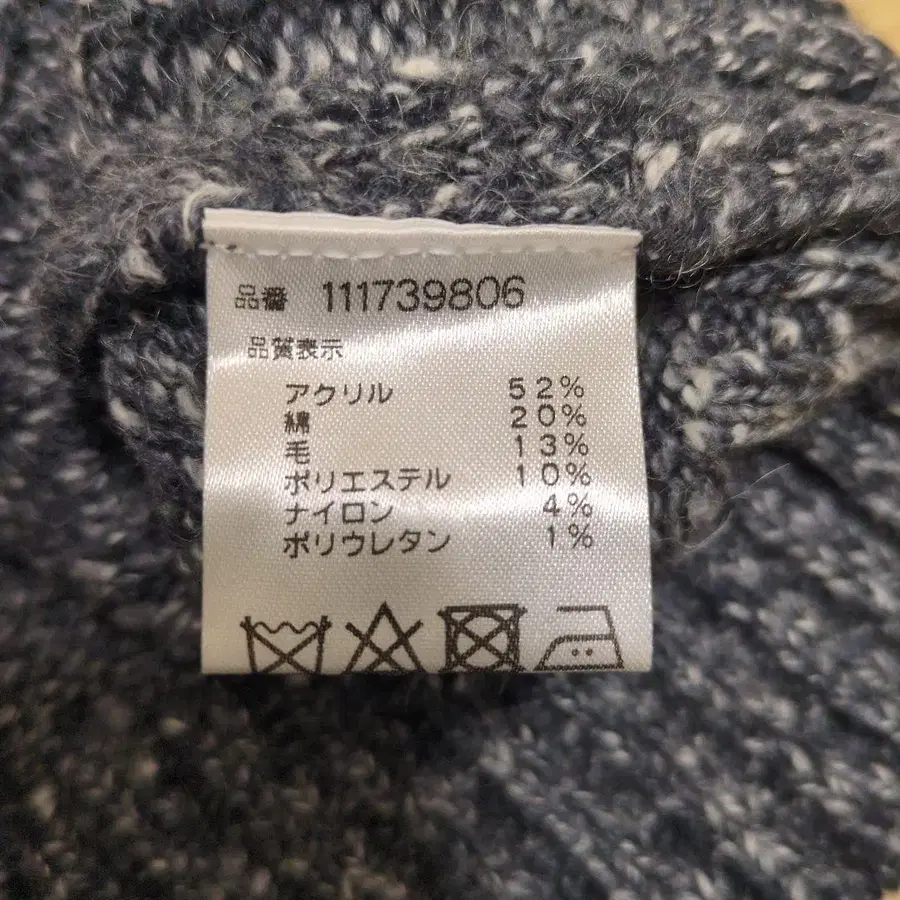 品番 111739806
品質表示
アクリル 52%
綿 20%
毛 13%
ポリエステル 10%
ナイロン 4%
ポリウレタン 1%